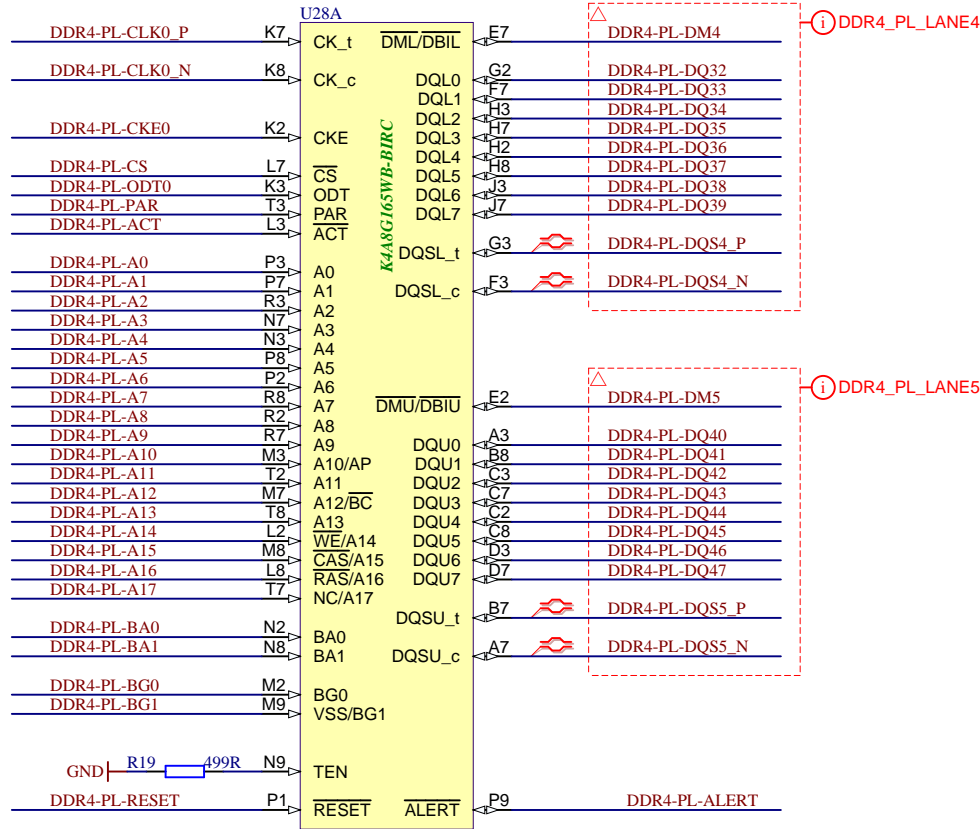 U28A
DDR4-PL-CLK0_P K7 CK_t DML/DBIL E7 DDR4-PL-DM4
DDR4_PL_LANE4
DDR4-PL-CLK0_N K8 CK_c DQL0 G2 DDR4-PL-DQ32
DQL1 F7 DDR4-PL-DQ33
DQL2 H3 DDR4-PL-DQ34
DDR4-PL-CKE0 K2 CKE DQL3 H7 DDR4-PL-DQ35
DQL4 H2 DDR4-PL-DQ36
DDR4-PL-CS L7 CS DQL5 H8 DDR4-PL-DQ37
DDR4-PL-ODT0 K3 ODT DQL6 J3 DDR4-PL-DQ38
DDR4-PL-PAR T3 PAR DQL7 J7 DDR4-PL-DQ39
DDR4-PL-ACT L3 ACT
K4A8G165WB-BIRC
DQSL_t G3 DDR4-PL-DQS4_P
DDR4-PL-A0 P3 A0
DDR4-PL-A1 P7 A1 DQSL_c F3 DDR4-PL-DQS4_N
DDR4-PL-A2 R3 A2
DDR4-PL-A3 N7 A3
DDR4-PL-A4 N3 A4
DDR4-PL-A5 P8 A5
DDR4-PL-A6 P2 A6
DDR4_PL_LANE5
DDR4-PL-A7 R8 A7 DMU/DBIU E2 DDR4-PL-DM5
DDR4-PL-A8 R2 A8
DDR4-PL-A9 R7 A9 DQU0 A3 DDR4-PL-DQ40
DDR4-PL-A10 M3 A10/AP DQU1 B8 DDR4-PL-DQ41
DDR4-PL-A11 T2 A11 DQU2 C3 DDR4-PL-DQ42
DDR4-PL-A12 M7 A12/BC DQU3 C7 DDR4-PL-DQ43
DDR4-PL-A13 T8 A13 DQU4 C2 DDR4-PL-DQ44
DDR4-PL-A14 L2 WE/A14 DQU5 C8 DDR4-PL-DQ45
DDR4-PL-A15 M8 CAS/A15 DQU6 D3 DDR4-PL-DQ46
DDR4-PL-A16 L8 RAS/A16 DQU7 D7 DDR4-PL-DQ47
DDR4-PL-A17 T7 NC/A17
DQSU_t B7 DDR4-PL-DQS5_P
DDR4-PL-BA0 N2 BA0
DDR4-PL-BA1 N8 BA1 DQSU_c A7 DDR4-PL-DQS5_N
DDR4-PL-BG0 M2 BG0
DDR4-PL-BG1 M9 VSS/BG1
GND R19 499R N9 TEN
DDR4-PL-RESET P1 RESET ALERT P9 DDR4-PL-ALERT